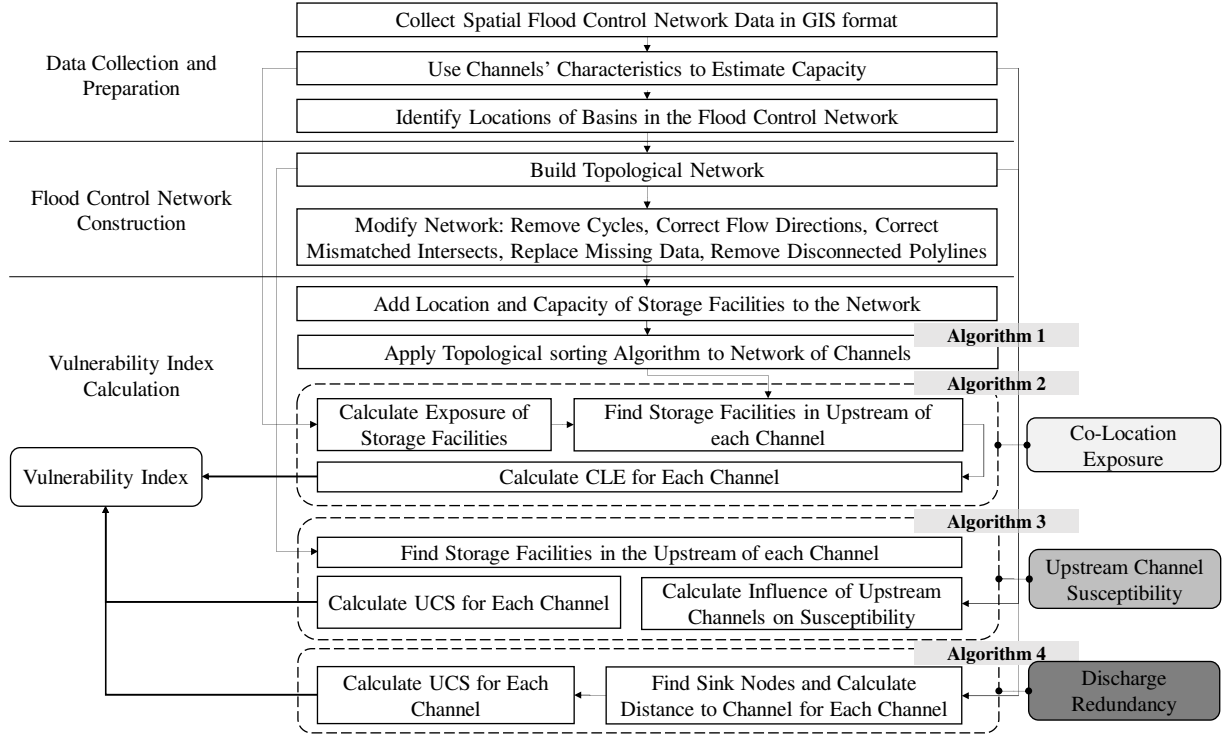 Collect Spatial Flood Control Network Data in GIS format
Data Collection and
Preparation
Use Channels’ Characteristics to Estimate Capacity
Identify Locations of Basins in the Flood Control Network
Build Topological Network
Flood Control Network
Construction
Modify Network: Remove Cycles, Correct Flow Directions, Correct
Mismatched Intersects, Replace Missing Data, Remove Disconnected Polylines
Add Location and Capacity of Storage Facilities to the Network
Algorithm 1
Apply Topological sorting Algorithm to Network of Channels
Vulnerability Index
Calculation
Algorithm 2
Calculate Exposure of
Storage Facilities
Find Storage Facilities in Upstream of
each Channel
Co-Location
Exposure
Vulnerability Index
Calculate CLE for Each Channel
Algorithm 3
Find Storage Facilities in the Upstream of each Channel
Upstream Channel
Susceptibility
Calculate UCS for Each Channel
Calculate Influence of Upstream
Channels on Susceptibility
Algorithm 4
Calculate UCS for Each
Channel
Find Sink Nodes and Calculate
Distance to Channel for Each Channel
Discharge
Redundancy